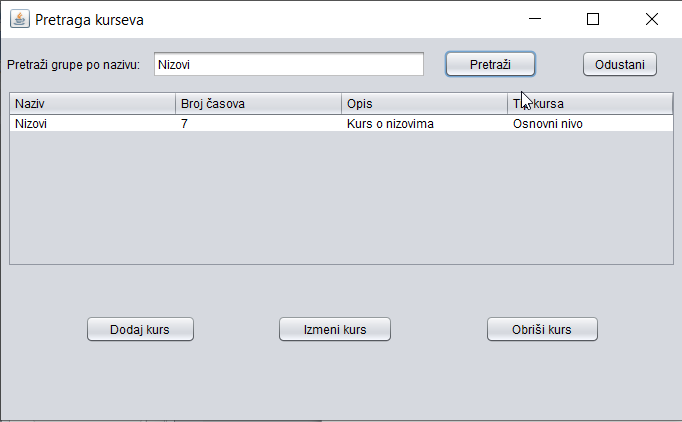 Pretraga kurseva
Pretraži grupe po nazivu: Nizovi Pretraži Odustani
Naziv Broj časova Opis kursa
Nizovi 7 Kurs o nizovima Osnovni nivo
Dodaj kurs Izmeni kurs Obriši kurs